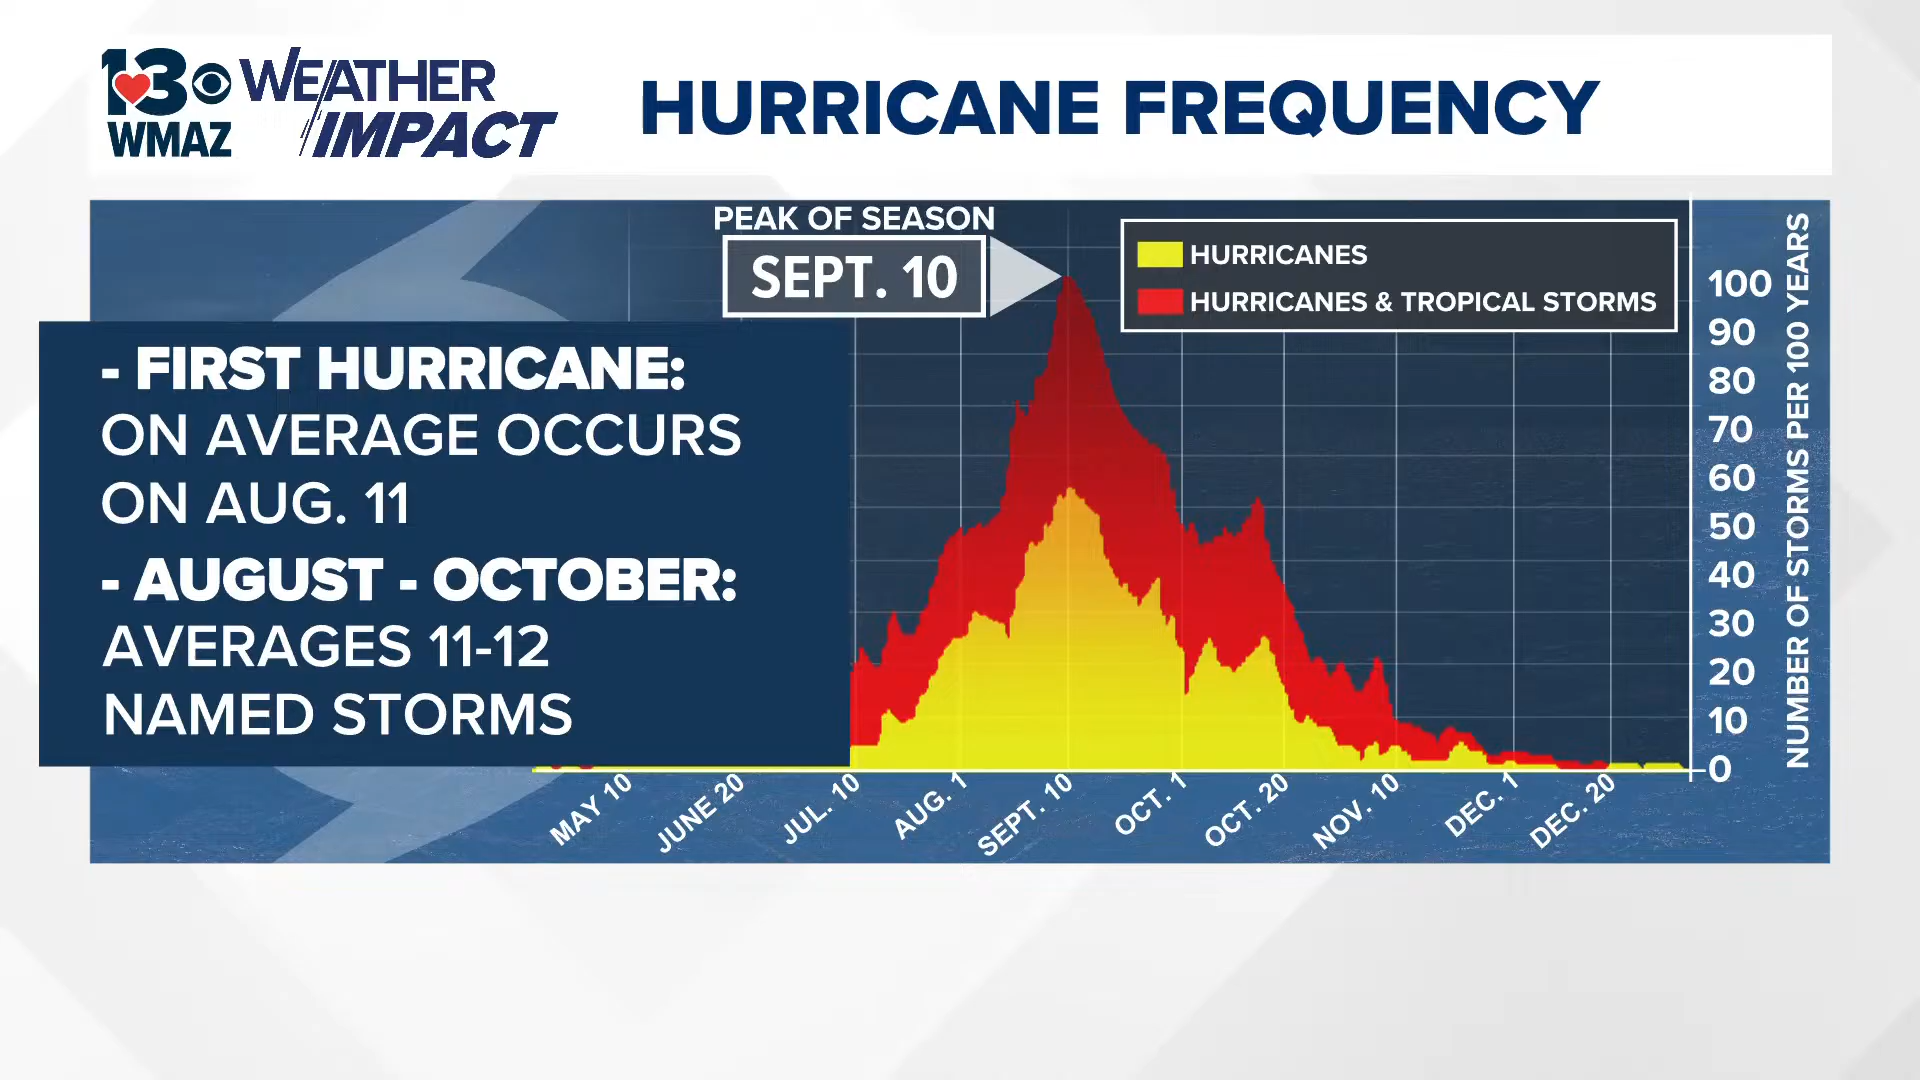 13 WEATHER
WMAZ IMPACT
HURRICANE FREQUENCY
PEAK OF SEASON
SEPT. 10
HURRICANES
HURRICANES & TROPICAL STORMS
- FIRST HURRICANE:
ON AVERAGE OCCURS
ON AUG. 11
- AUGUST - OCTOBER:
AVERAGES 11-12
NAMED STORMS
100
90
80
70
60
50
40
30
20
10
0
NUMBER OF STORMS PER 100 YEARS
MAY 10
JUNE 20
JUL. 10
AUG. 1
SEPT. 10
OCT. 1
OCT. 20
NOV. 10
DEC. 1
DEC. 20